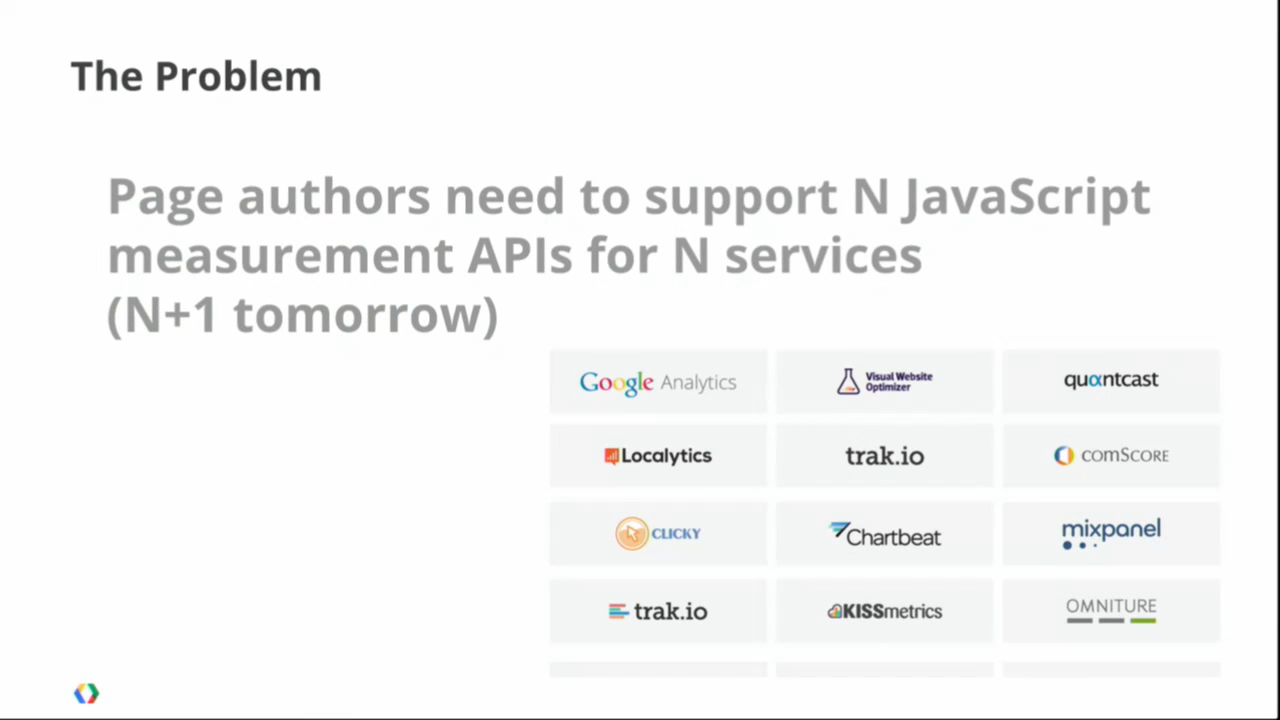 The Problem
Page authors need to support N JavaScript
measurement APIs for N services
(N+1 tomorrow)
Google Analytics
Visual Website
Optimizer
quantcast
Localytics
trak.io
comScore
CLICKY
Chartbeat
mixpanel
trak.io
KISSmetrics
OMNITURE